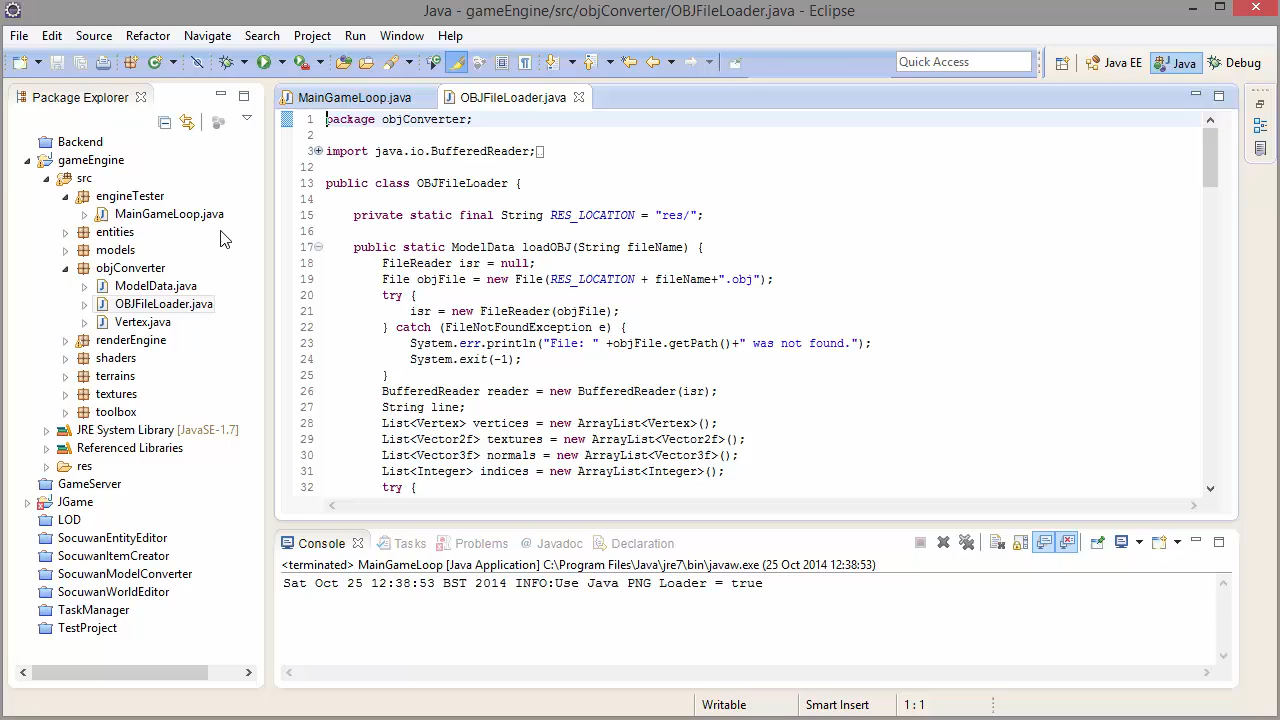 Java - gameEngine/src/objConverter/OBJFileLoader.java - Eclipse
File Edit Source Refactor Navigate Search Project Run Window Help
Quick Access
Java EE
Java
Debug
Package Explorer
Backend
gameEngine
src
engineTester
MainGameLoop.java
entities
models
objConverter
ModelData.java
OBJFileLoader.java
Vertex.java
renderEngine
shaders
terrains
textures
toolbox
JRE System Library [JavaSE-1.7]
Referenced Libraries
res
GameServer
JGame
LOD
SocuwanEntityEditor
SocuwanItemCreator
SocuwanModelConverter
SocuwanWorldEditor
TaskManager
TestProject
MainGameLoop.java
OBJFileLoader.java
1 package objConverter;
2
3 import java.io.BufferedReader;
12
13 public class OBJFileLoader {
14
15 private static final String RES_LOCATION = "res/";
16
17 public static ModelData loadOBJ(String fileName) {
18 FileReader isr = null;
19 File objFile = new File(RES_LOCATION + fileName+".obj");
20 try {
21 isr = new FileReader(objFile);
22 } catch (FileNotFoundException e) {
23 System.err.println("File: " +objFile.getPath()+" was not found.");
24 System.exit(-1);
25 }
26 BufferedReader reader = new BufferedReader(isr);
27 String line;
28 List<Vertex> vertices = new ArrayList<Vertex>();
29 List<Vector2f> textures = new ArrayList<Vector2f>();
30 List<Vector3f> normals = new ArrayList<Vector3f>();
31 List<Integer> indices = new ArrayList<Integer>();
32 try {
Console
Tasks
Problems
@ Javadoc
Declaration
<terminated> MainGameLoop [Java Application] C:\Program Files\Java\jre7\bin\javaw.exe (25 Oct 2014 12:38:53)
Sat Oct 25 12:38:53 BST 2014 INFO:Use Java PNG Loader = true
Writable
Smart Insert
1 : 1